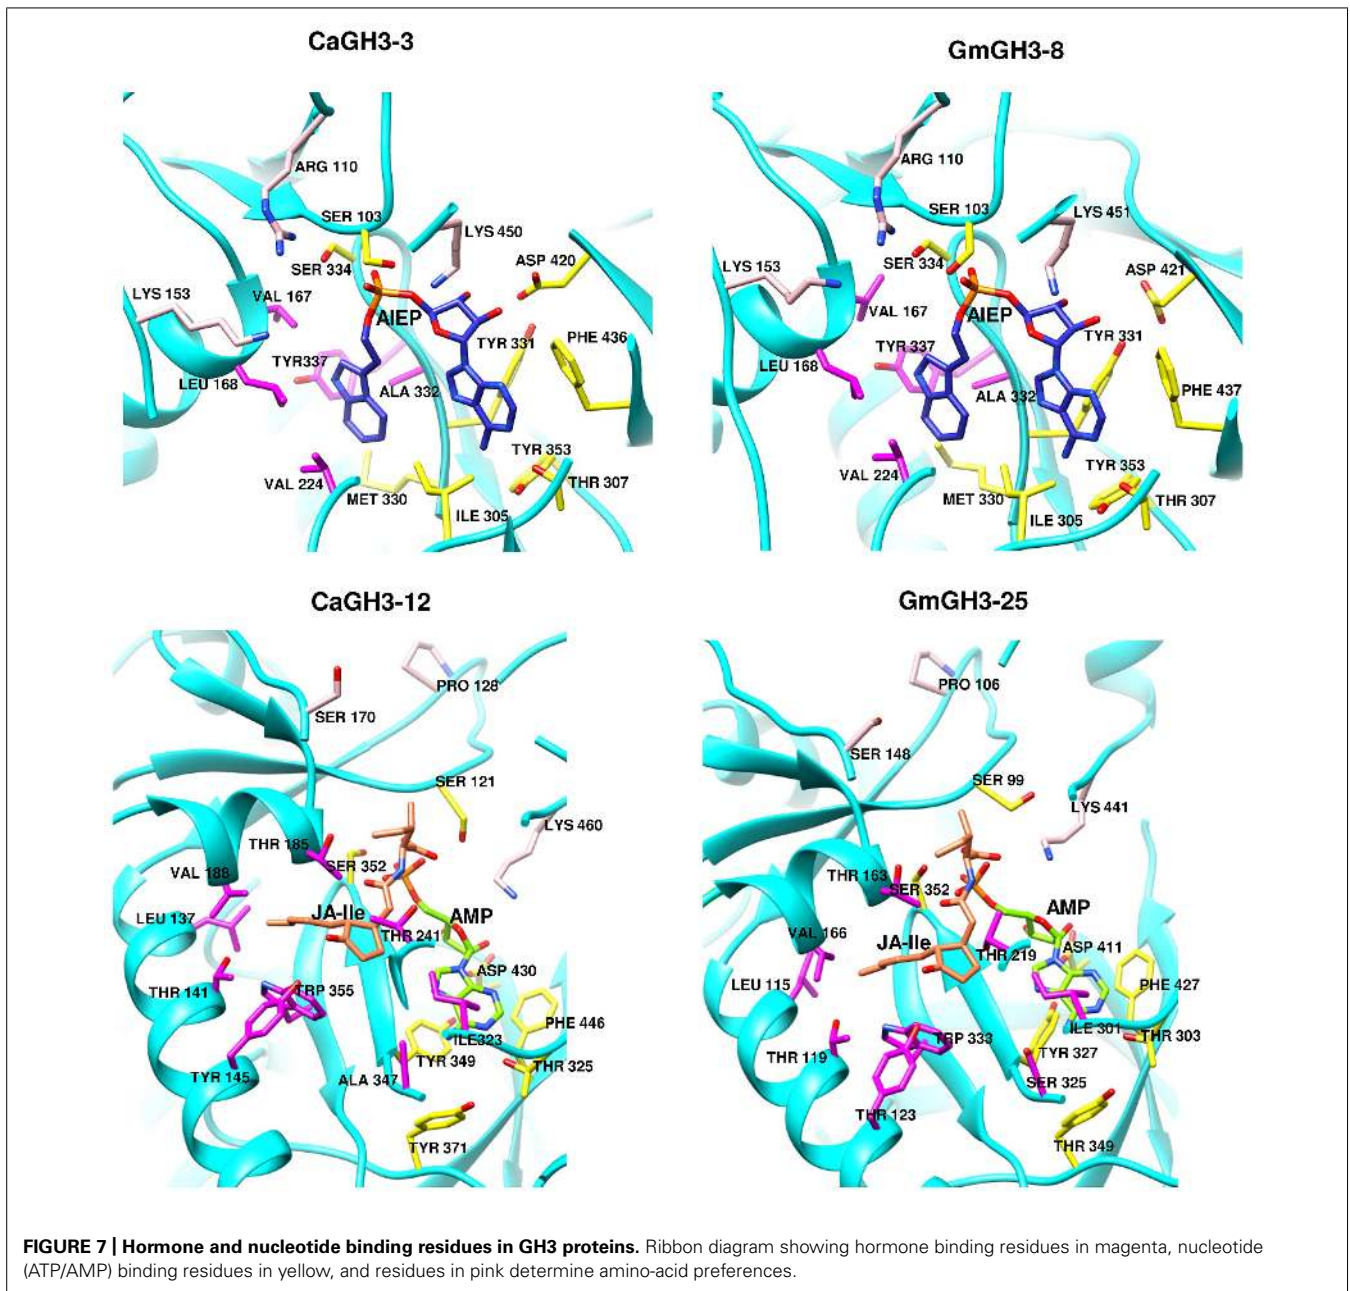 CaGH3-3
GmGH3-8
ARG 110
SER 103
LYS 450
SER 334
ASP 420
LYS 153
VAL 167
AIEP
TYR 331
PHE 436
TYR337
LEU 168
ALA 332
TYR 353
VAL 224
MET 330
THR 307
ILE 305
ARG 110
SER 103
LYS 451
SER 334
LYS 153
ASP 421
VAL 167
AIEP
TYR 331
TYR 337
LEU 168
ALA 332
PHE 437
TYR 353
VAL 224
MET 330
THR 307
ILE 305
CaGH3-12
GmGH3-25
PRO 128
SER 170
SER 121
LYS 460
THR 185
SER 352
VAL 188
LEU 137
JA-Ile
AMP
THR 241
ASP 430
THR 141
TRP 355
PHE 446
ILE323
TYR 349
THR 325
TYR 145
ALA 347
TYR 371
PRO 106
SER 148
SER 99
LYS 441
THR 163
SER 352
AMP
VAL 166
JA-Ile
ASP 411
THR 219
LEU 115
PHE 427
ILE 301
TRP 333
THR 303
THR 119
TYR 327
SER 325
THR 123
THR 349
FIGURE 7 | Hormone and nucleotide binding residues in GH3 proteins. Ribbon diagram showing hormone binding residues in magenta, nucleotide
(ATP/AMP) binding residues in yellow, and residues in pink determine amino-acid preferences.